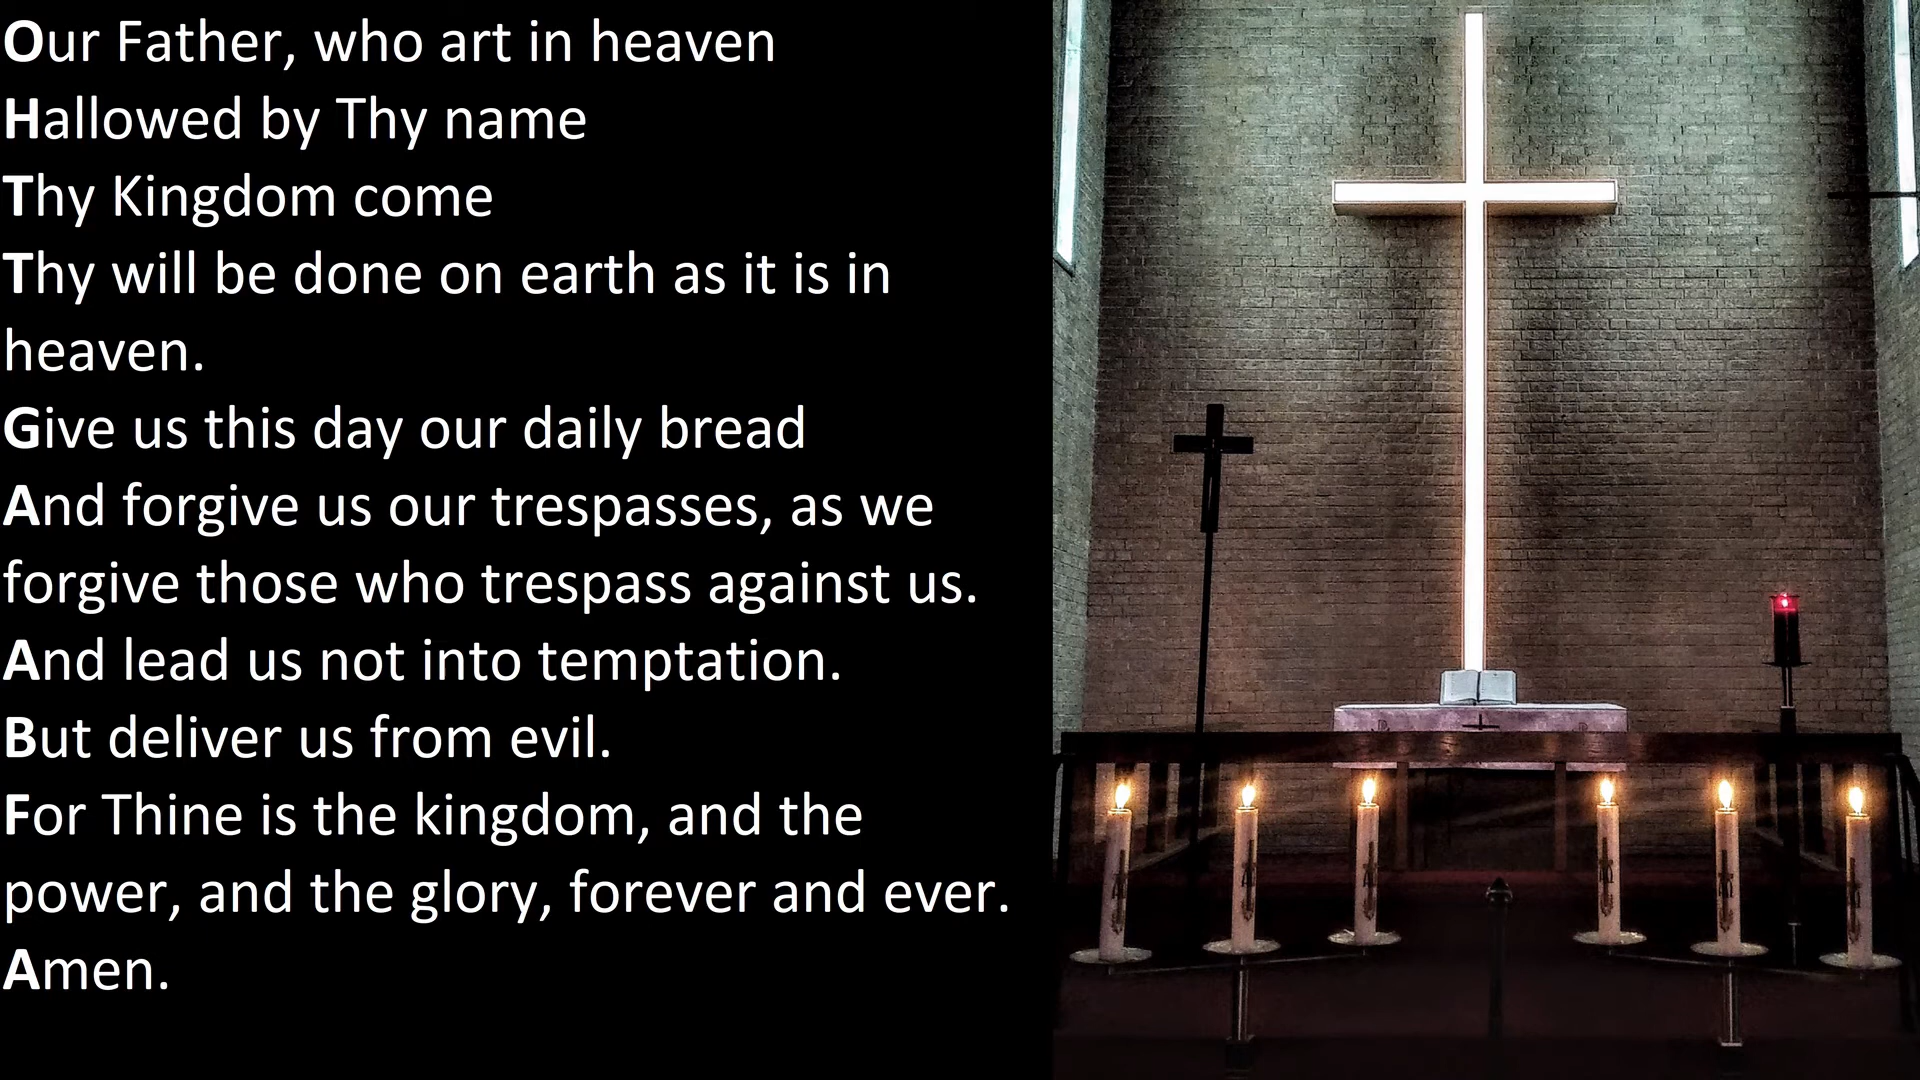 Our Father, who art in heaven
Hallowed by Thy name
Thy Kingdom come
Thy will be done on earth as it is in
heaven.
Give us this day our daily bread
And forgive us our trespasses, as we
forgive those who trespass against us.
And lead us not into temptation.
But deliver us from evil.
For Thine is the kingdom, and the
power, and the glory, forever and ever.
Amen.